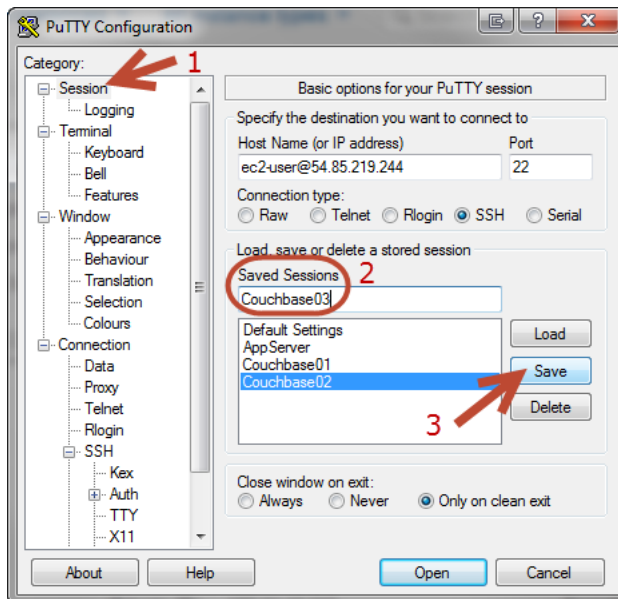 PuTTY Configuration
Category:
1
Session
Logging
Terminal
Keyboard
Bell
Features
Window
Appearance
Behaviour
Translation
Selection
Colours
Connection
Data
Proxy
Telnet
Rlogin
SSH
Kex
Auth
TTY
X11
Basic options for your PuTTY session
Specify the destination you want to connect to
Host Name (or IP address) Port
ec2-user@54.85.219.244 22
Connection type:
Raw Telnet Rlogin SSH Serial
Load, save or delete a stored session
Saved Sessions 2
Couchbase03
Default Settings
AppServer
Couchbase01
Couchbase02
Load
Save
Delete
3
Close window on exit:
Always Never Only on clean exit
About Help Open Cancel